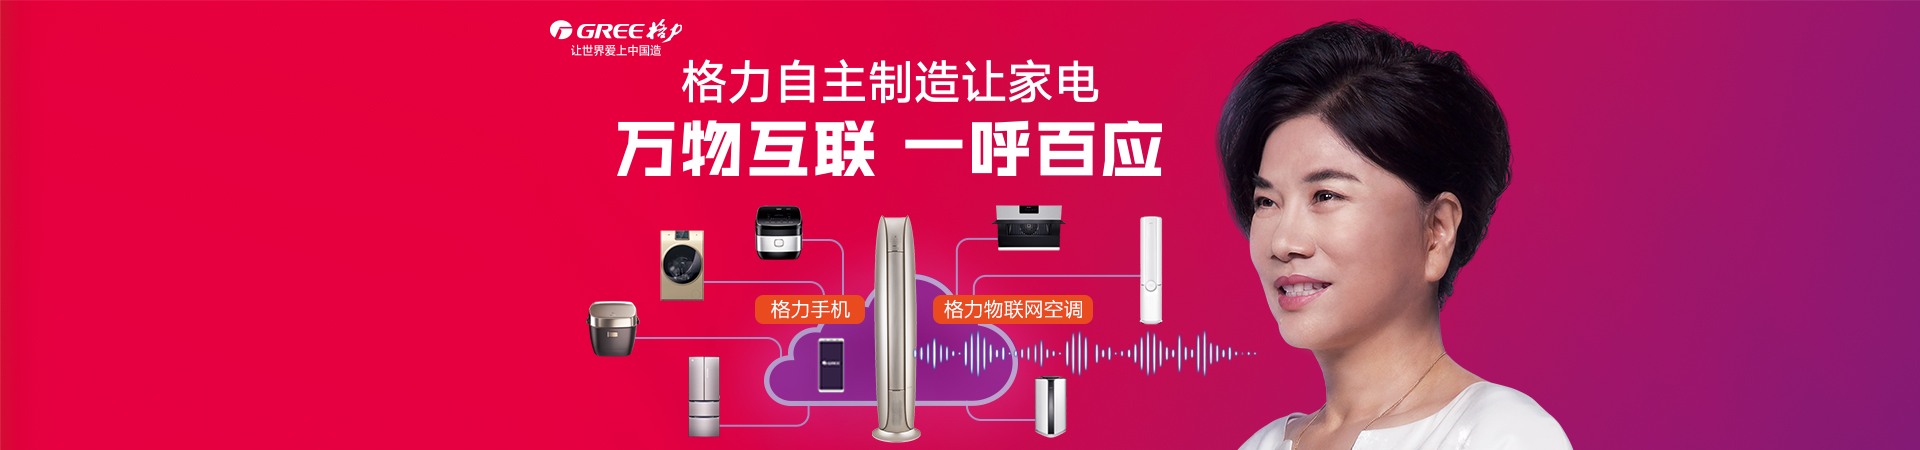 GREE格力
让世界爱上中国造
格力自主制造让家电
万物互联 一呼百应
格力手机
格力物联网空调
GREE